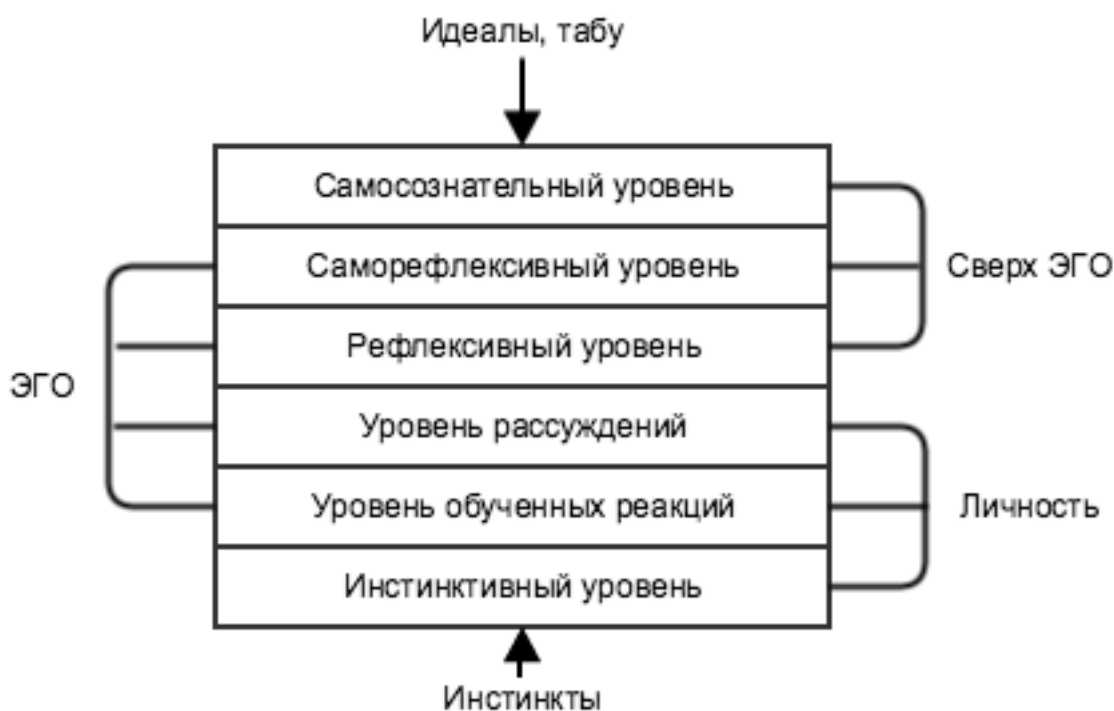 Идеалы, табу
Самосознательный уровень
Саморефлексивный уровень
Сверх ЭГО
Рефлексивный уровень
ЭГО
Уровень рассуждений
Уровень обученных реакций
Личность
Инстинктивный уровень
Инстинкты